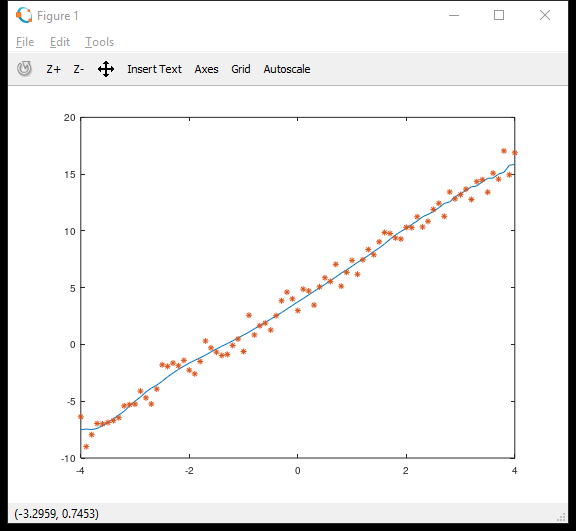 Figure 1
File Edit Tools
Z+ Z- Insert Text Axes Grid Autoscale
20
15
10
5
0
-5
-10
-4 -2 0 2 4
(-3.2959, 0.7453)